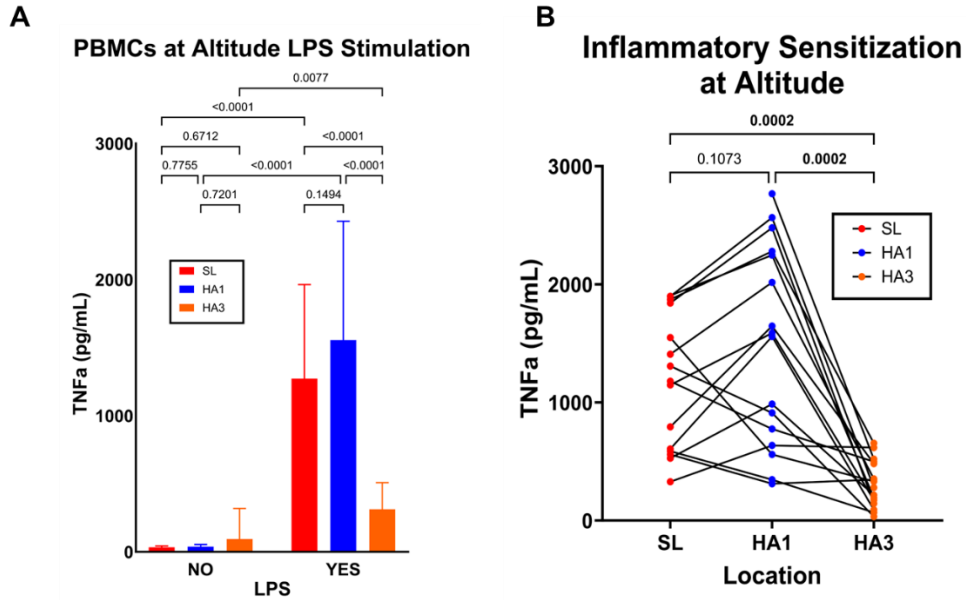 A
PBMCs at Altitude LPS Stimulation
0.0077
<0.0001
0.6712
<0.0001
0.7755
<0.0001
<0.0001
0.7201
0.1494
3000
2000
1000
0
TNFa (pg/mL)
SL
HA1
HA3
NO
YES
LPS
B
Inflammatory Sensitization
at Altitude
0.0002
0.1073
0.0002
3000
2000
1000
0
TNFa (pg/mL)
SL
HA1
HA3
SL
HA1
HA3
Location